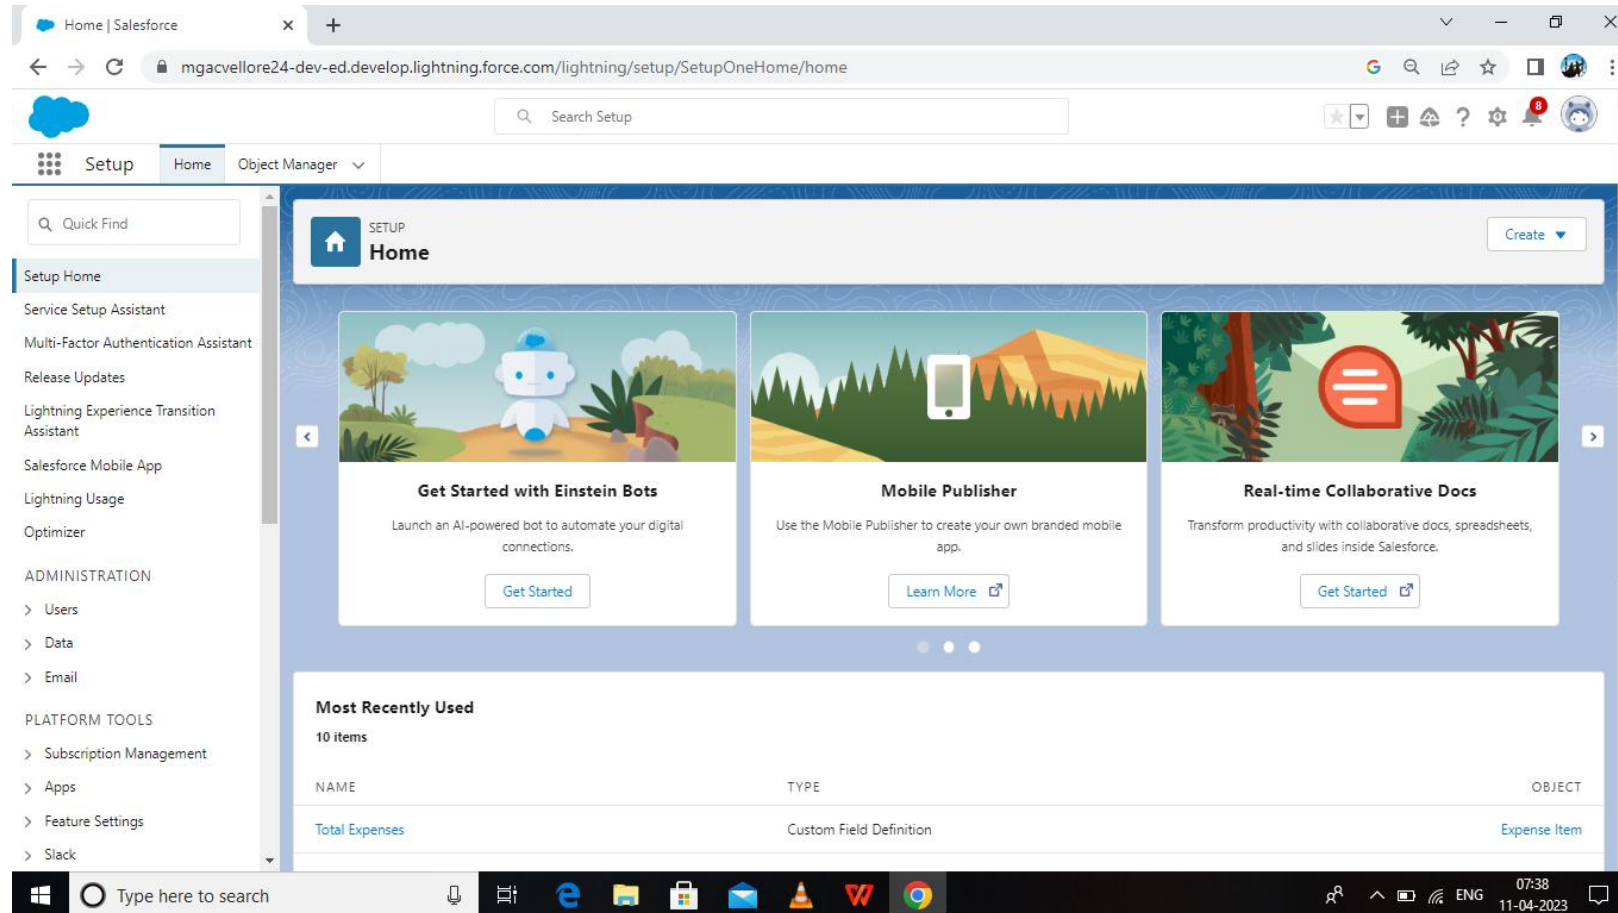 Home | Salesforce
mgacvellore24-dev-ed.develop.lightning.force.com/lightning/setup/SetupOneHome/home
Search Setup
8
Setup Home Object Manager
Quick Find
Setup Home
Service Setup Assistant
Multi-Factor Authentication Assistant
Release Updates
Lightning Experience Transition
Assistant
Salesforce Mobile App
Lightning Usage
Optimizer
ADMINISTRATION
Users
Data
Email
PLATFORM TOOLS
Subscription Management
Apps
Feature Settings
Slack
SETUP
Home
Create
Get Started with Einstein Bots
Launch an AI-powered bot to automate your digital
connections.
Get Started
Mobile Publisher
Use the Mobile Publisher to create your own branded mobile
app.
Learn More
Real-time Collaborative Docs
Transform productivity with collaborative docs, spreadsheets,
and slides inside Salesforce.
Get Started
Most Recently Used
10 items
NAME TYPE OBJECT
Total Expenses Custom Field Definition Expense Item
Type here to search
ENG
07:38
11-04-2023